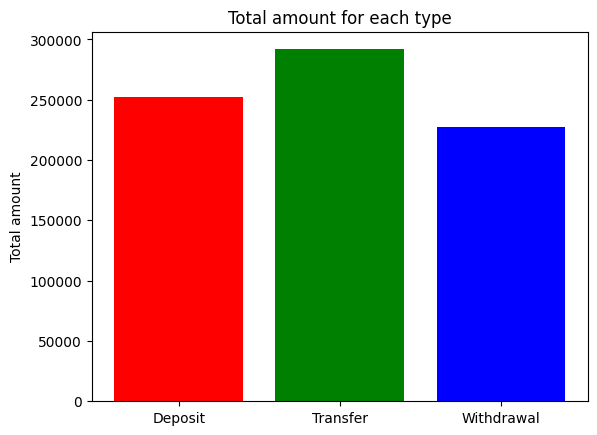 Total amount for each type
Total amount
300000
250000
200000
150000
100000
50000
0
Deposit
Transfer
Withdrawal